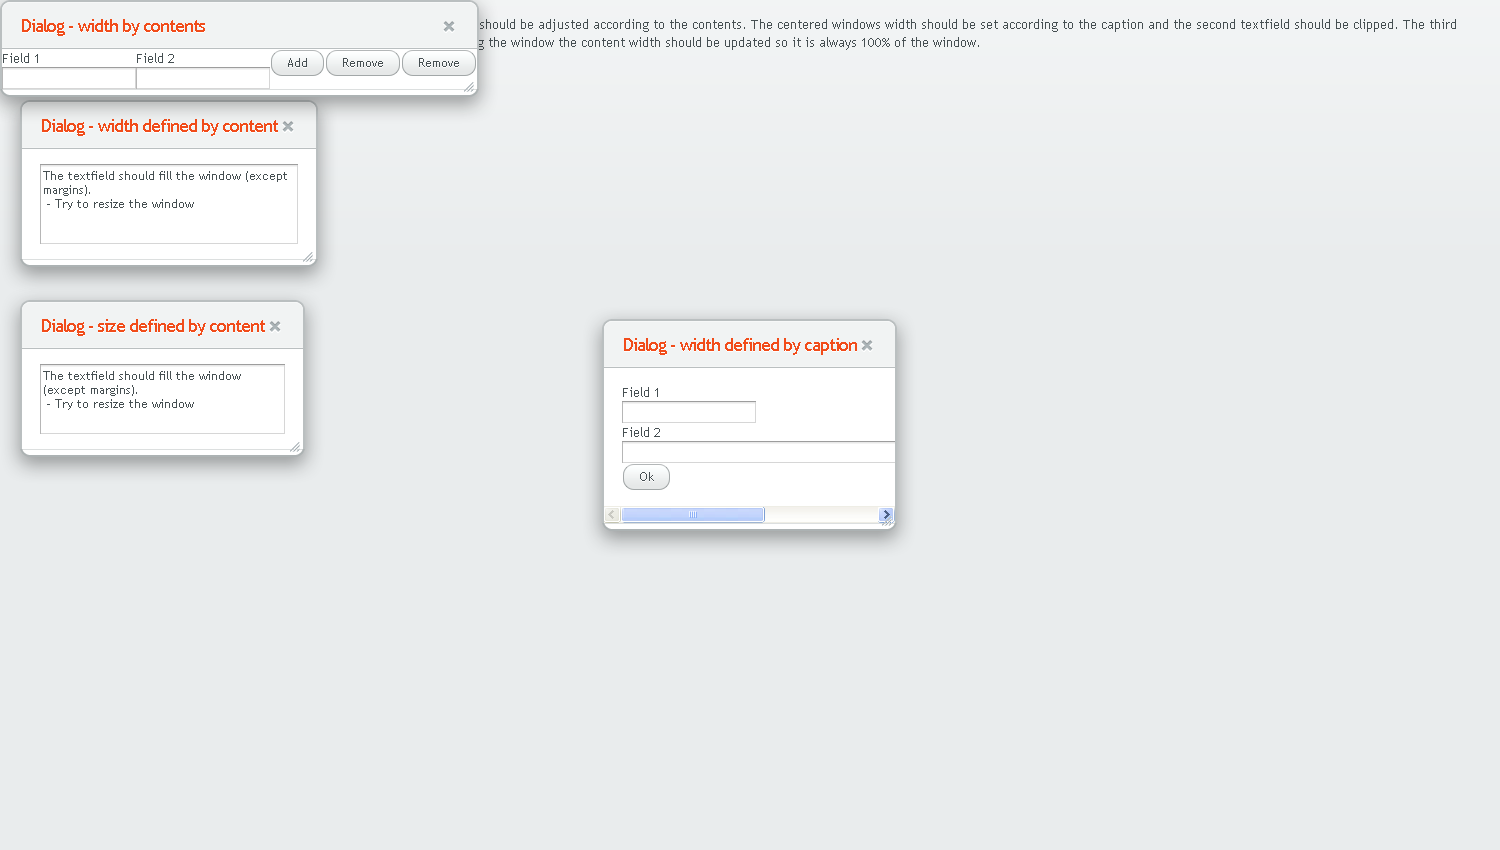 Dialog - width by contents
should be adjusted according to the contents. The centered windows width should be set according to the caption and the second textfield should be clipped. The third
the window the content width should be updated so it is always 100% of the window.
Field 1 Field 2 Add Remove Remove
Dialog - width defined by content
The textfield should fill the window (except
margins).
- Try to resize the window
Dialog - size defined by content
The textfield should fill the window
(except margins).
- Try to resize the window
Dialog - width defined by caption
Field 1
Field 2
Ok